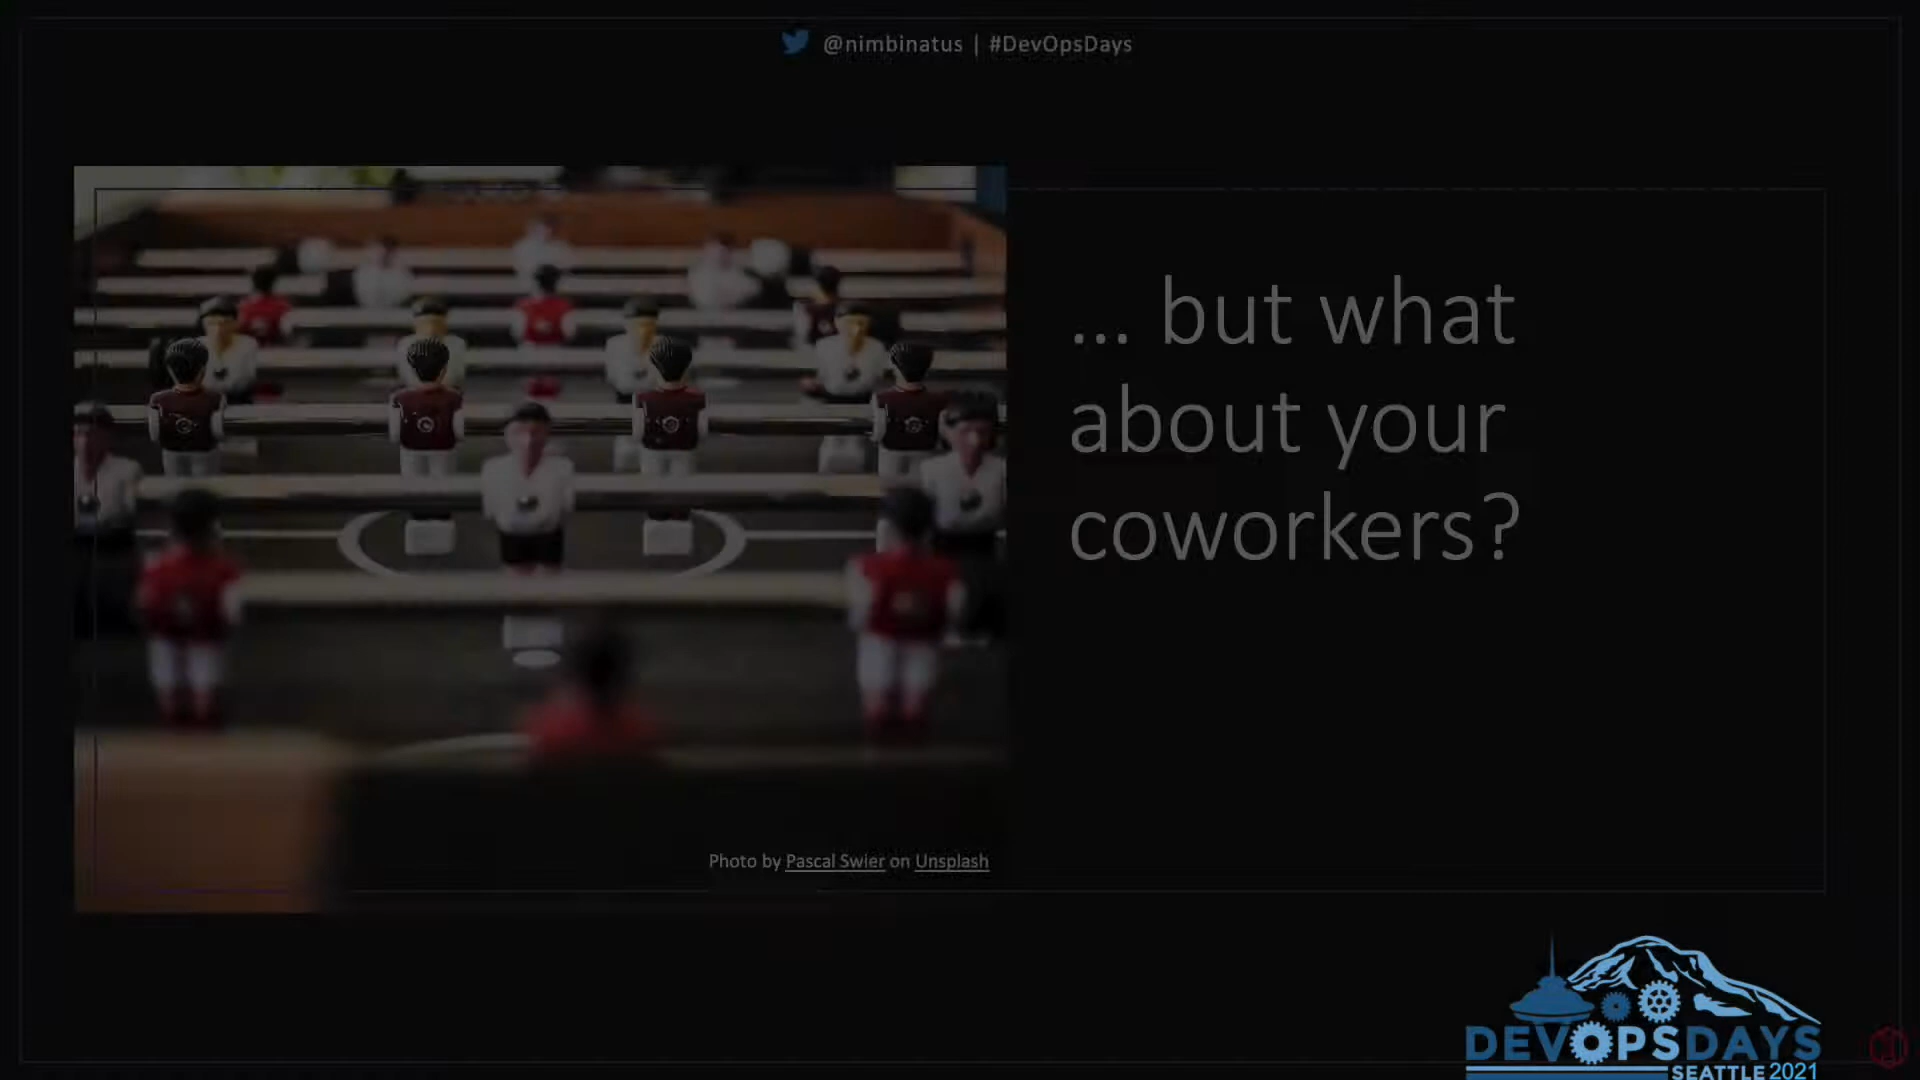 @nimbinatus | #DevOpsDays
... but what
about your
coworkers?
Photo by Pascal Swier on Unsplash
DEVOPSDAYS
SEATTLE 2021